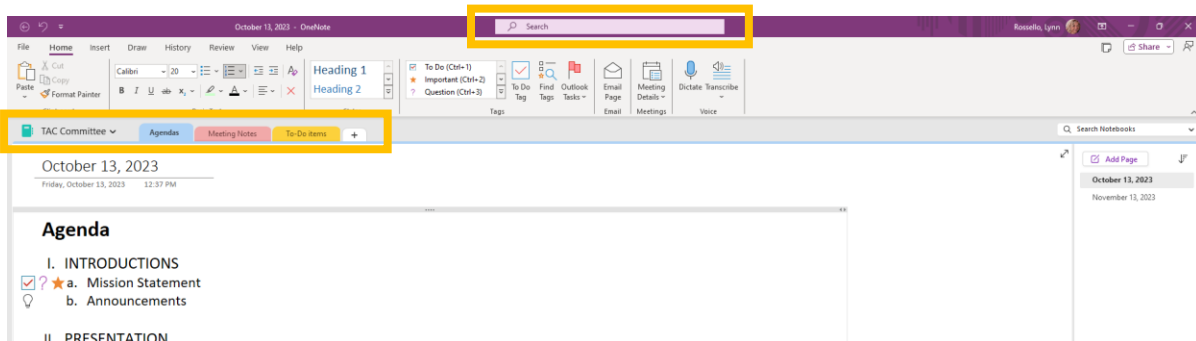 October 13, 2023 - OneNote
Search
Rossello, Lynn
File Home Insert Draw History Review View Help
Share
Paste
Cut
Copy
Format Painter
Calibri 20
B I U ab x₂ A
Heading 1
Heading 2
To Do (Ctrl+1)
Important (Ctrl+2)
Question (Ctrl+3)
To Do Tag
Find Tags
Outlook Tasks
Tags
Email Page
Email
Meeting Details
Meetings
Dictate Transcribe
Voice
TAC Committee Agendas Meeting Notes To-Do items +
Search Notebooks
October 13, 2023
Friday, October 13, 2023 12:37 PM
Add Page
October 13, 2023
November 13, 2023
Agenda
I. INTRODUCTIONS
a. Mission Statement
b. Announcements
II. PRESENTATION